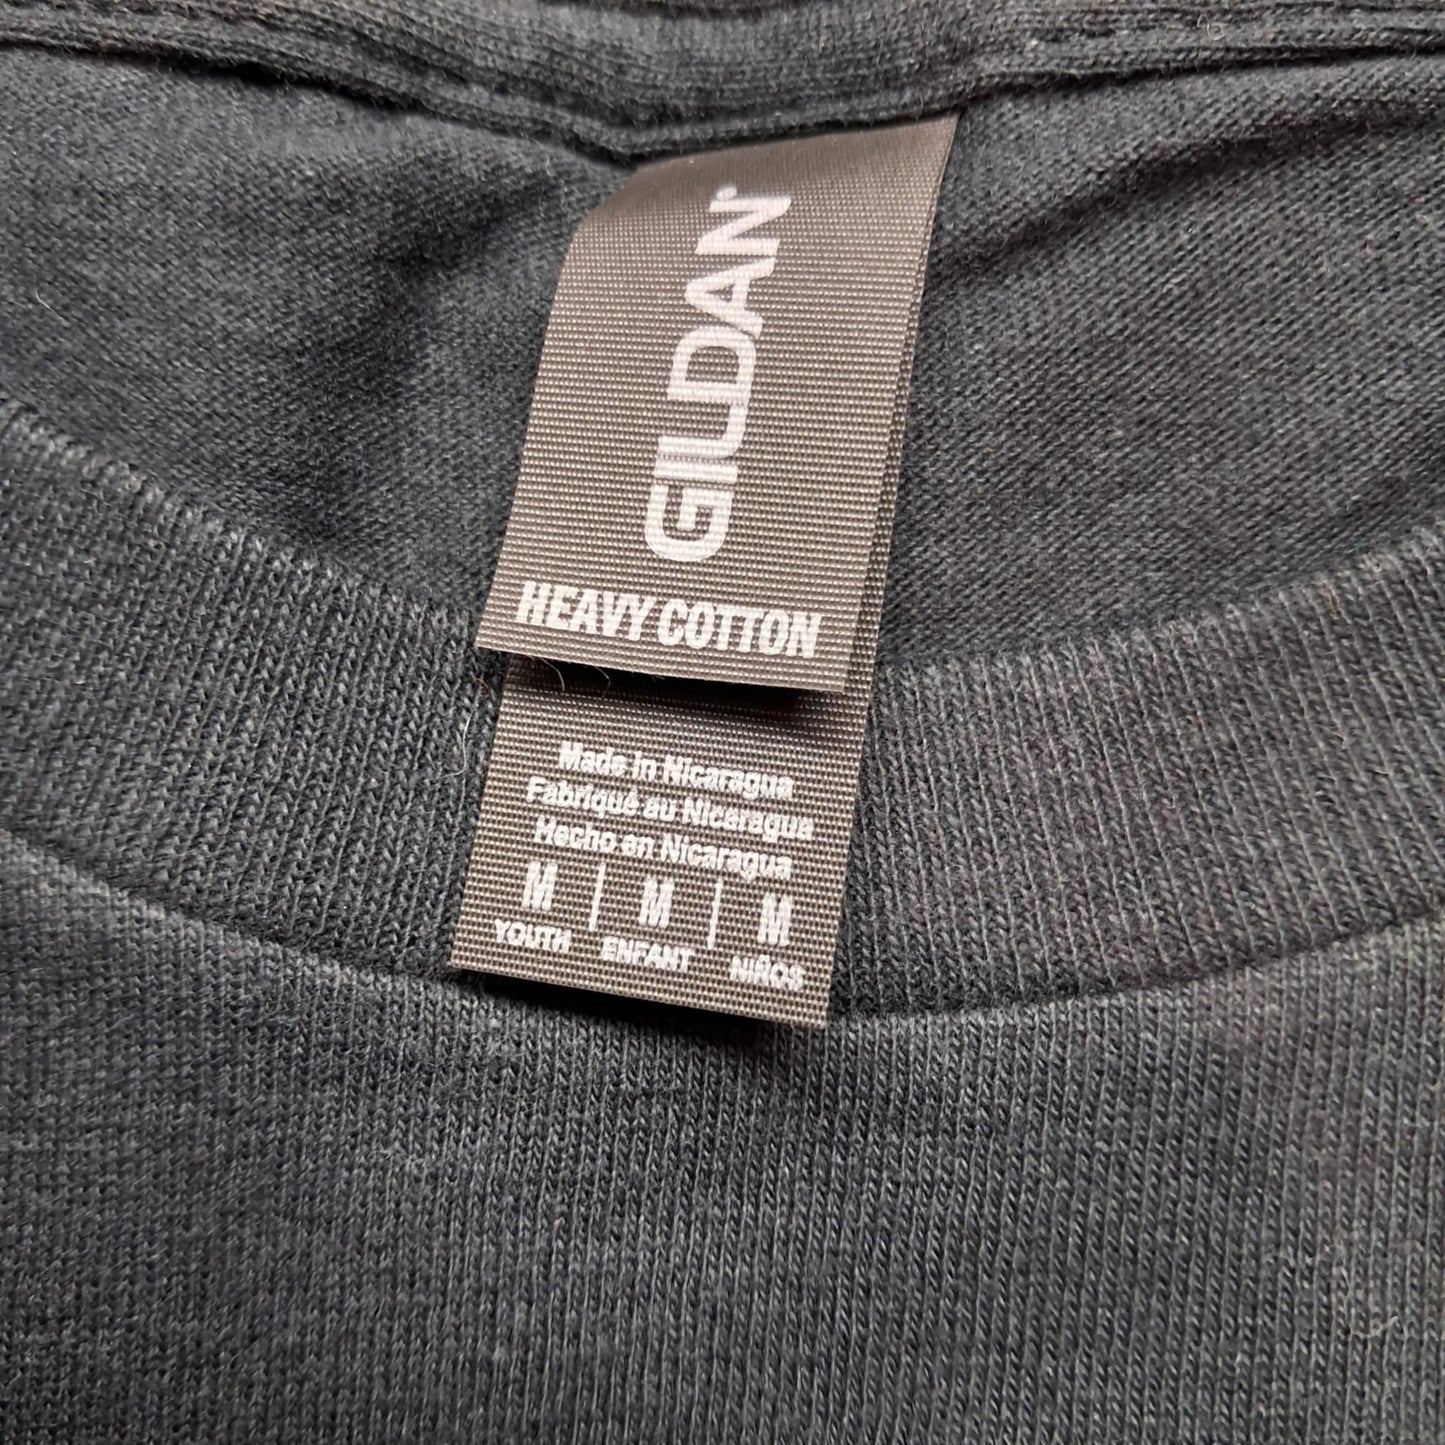 GILDAN®
HEAVY COTTON
Made in Nicaragua
Fabriqué au Nicaragua
Hecho en Nicaragua
M | M | M
YOUTH ENFANT NIÑOS